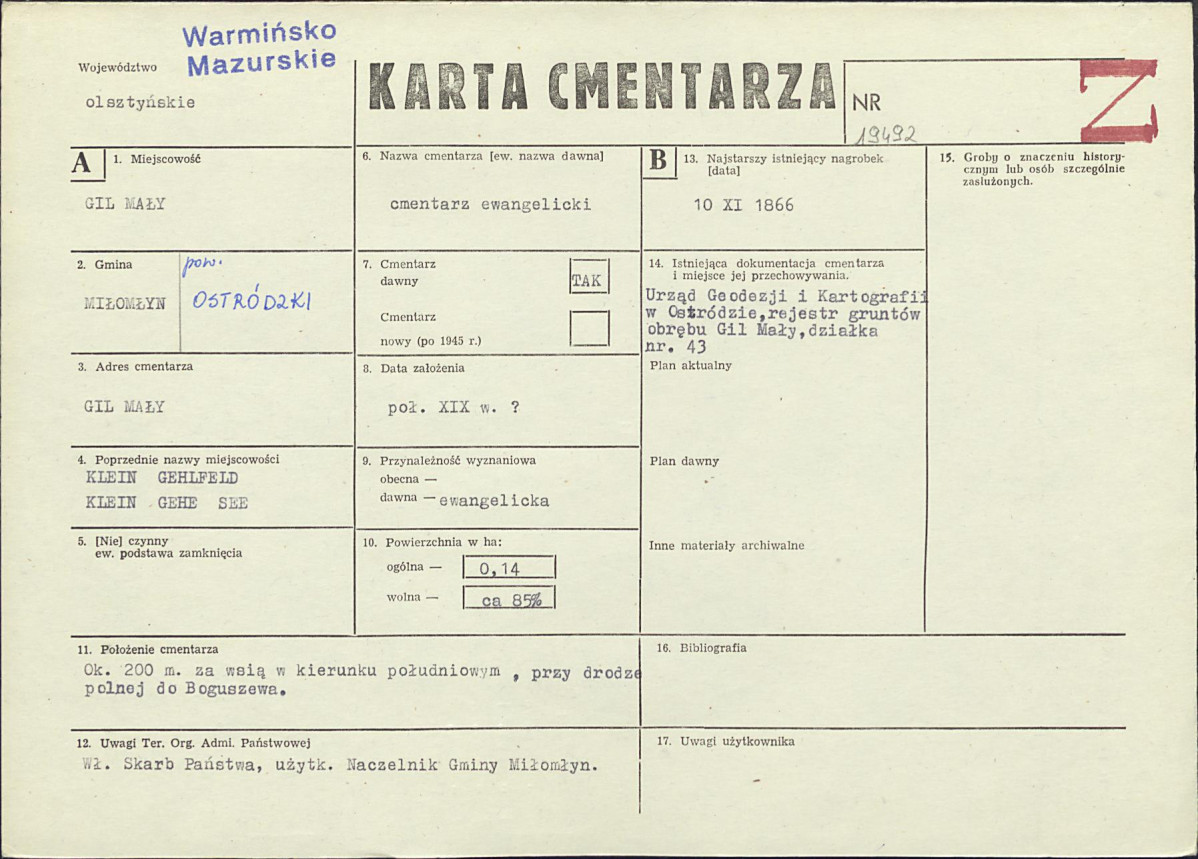 Województwo
Warmińsko
Mazurskie
olsztyńskie
KARTA CMENTARZA
NR
19492
Z
A
1. Miejscowość
GIL MAŁY
2. Gmina
MIŁOMŁYN
pow.
OSTRÓDZKI
3. Adres cmentarza
GIL MAŁY
4. Poprzednie nazwy miejscowości
KLEIN GEHLFELD
KLEIN GEHE SEE
5. [Nie] czynny
ew. podstawa zamknięcia
6. Nazwa cmentarza [ew. nazwa dawna]
cmentarz ewangelicki
7. Cmentarz
dawny
TAK
Cmentarz
nowy (po 1945 r.)
8. Data założenia
poł. XIX w. ?
9. Przynależność wyznaniowa
obecna —
dawna — ewangelicka
10. Powierzchnia w ha:
ogólna — 0,14
wolna — ca 85%
11. Położenie cmentarza
Ok. 200 m. za wsią w kierunku południowym , przy drodze
polnej do Boguszewa.
12. Uwagi Ter. Org. Admi. Państwowej
Wł. Skarb Państwa, użytk. Naczelnik Gminy Miłomłyn.
B
13. Najstarszy istniejący nagrobek
[data]
10 XI 1866
14. Istniejąca dokumentacja cmentarza
i miejsce jej przechowywania.
Urząd Geodezji i Kartografii
w Ostródzie,rejestr gruntów
obrębu Gil Mały,działka
nr. 43
Plan aktualny
Plan dawny
Inne materiały archiwalne
15. Groby o znaczeniu history-
cznym lub osób szczególnie
zasłużonych.
16. Bibliografia
17. Uwagi użytkownika